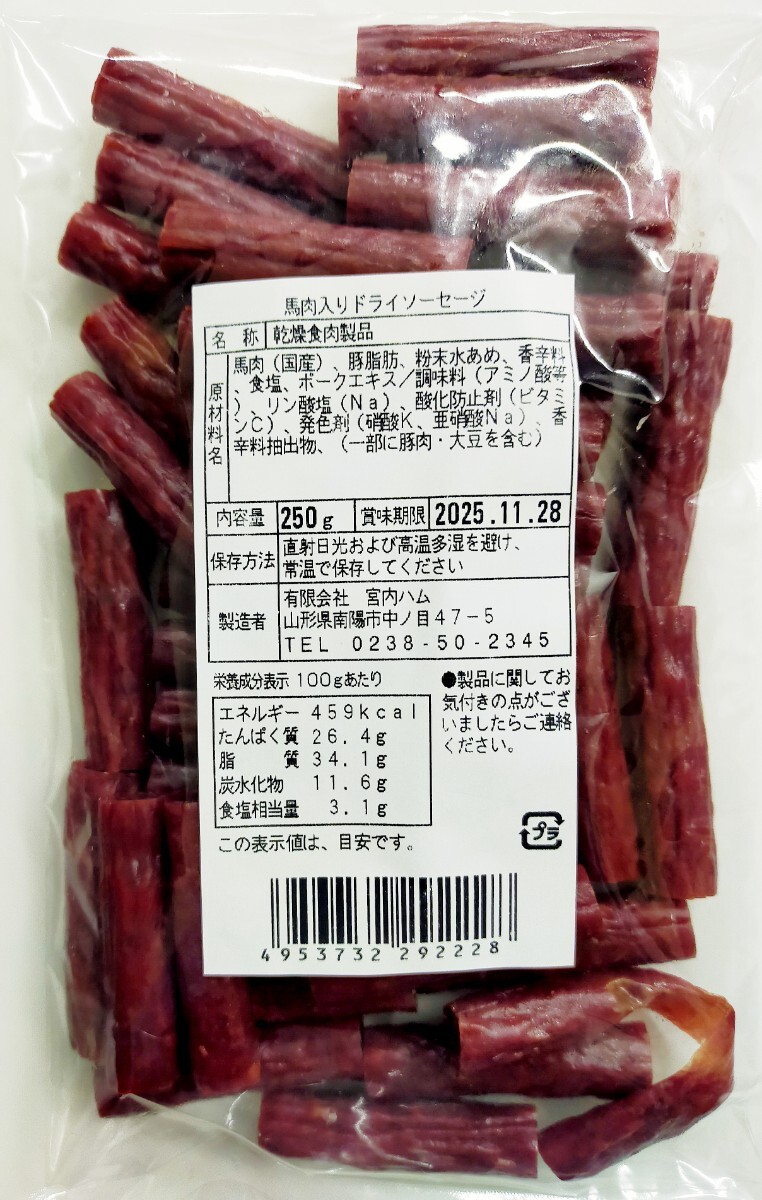 馬肉入りドライソーセージ
名 称 乾燥食肉製品
原材料名
馬肉（国産）、豚脂肪、粉末水あめ、香辛料
、食塩、ポークエキス／調味料（アミノ酸等
）、リン酸塩（Ｎａ）、酸化防止剤（ビタミ
ンＣ）、発色剤（硝酸K、亜硝酸Ｎａ）、香
辛料抽出物、（一部に豚肉・大豆を含む）
内容量 250g 賞味期限 2025.11.28
保存方法 直射日光および高温多湿を避け、
常温で保存してください
製造者 有限会社 宮内ハム
山形県南陽市中ノ目４７－５
ＴＥＬ 0238-50-2345
栄養成分表示 100gあたり
エネルギー 459kcal
たんぱく質 26.4g
脂 質 34.1g
炭水化物 11.6g
食塩相当量 3.1g
この表示値は、目安です。
●製品に関してお
気付きの点がござ
いましたらご連絡
ください。
プラ
4953732 292228